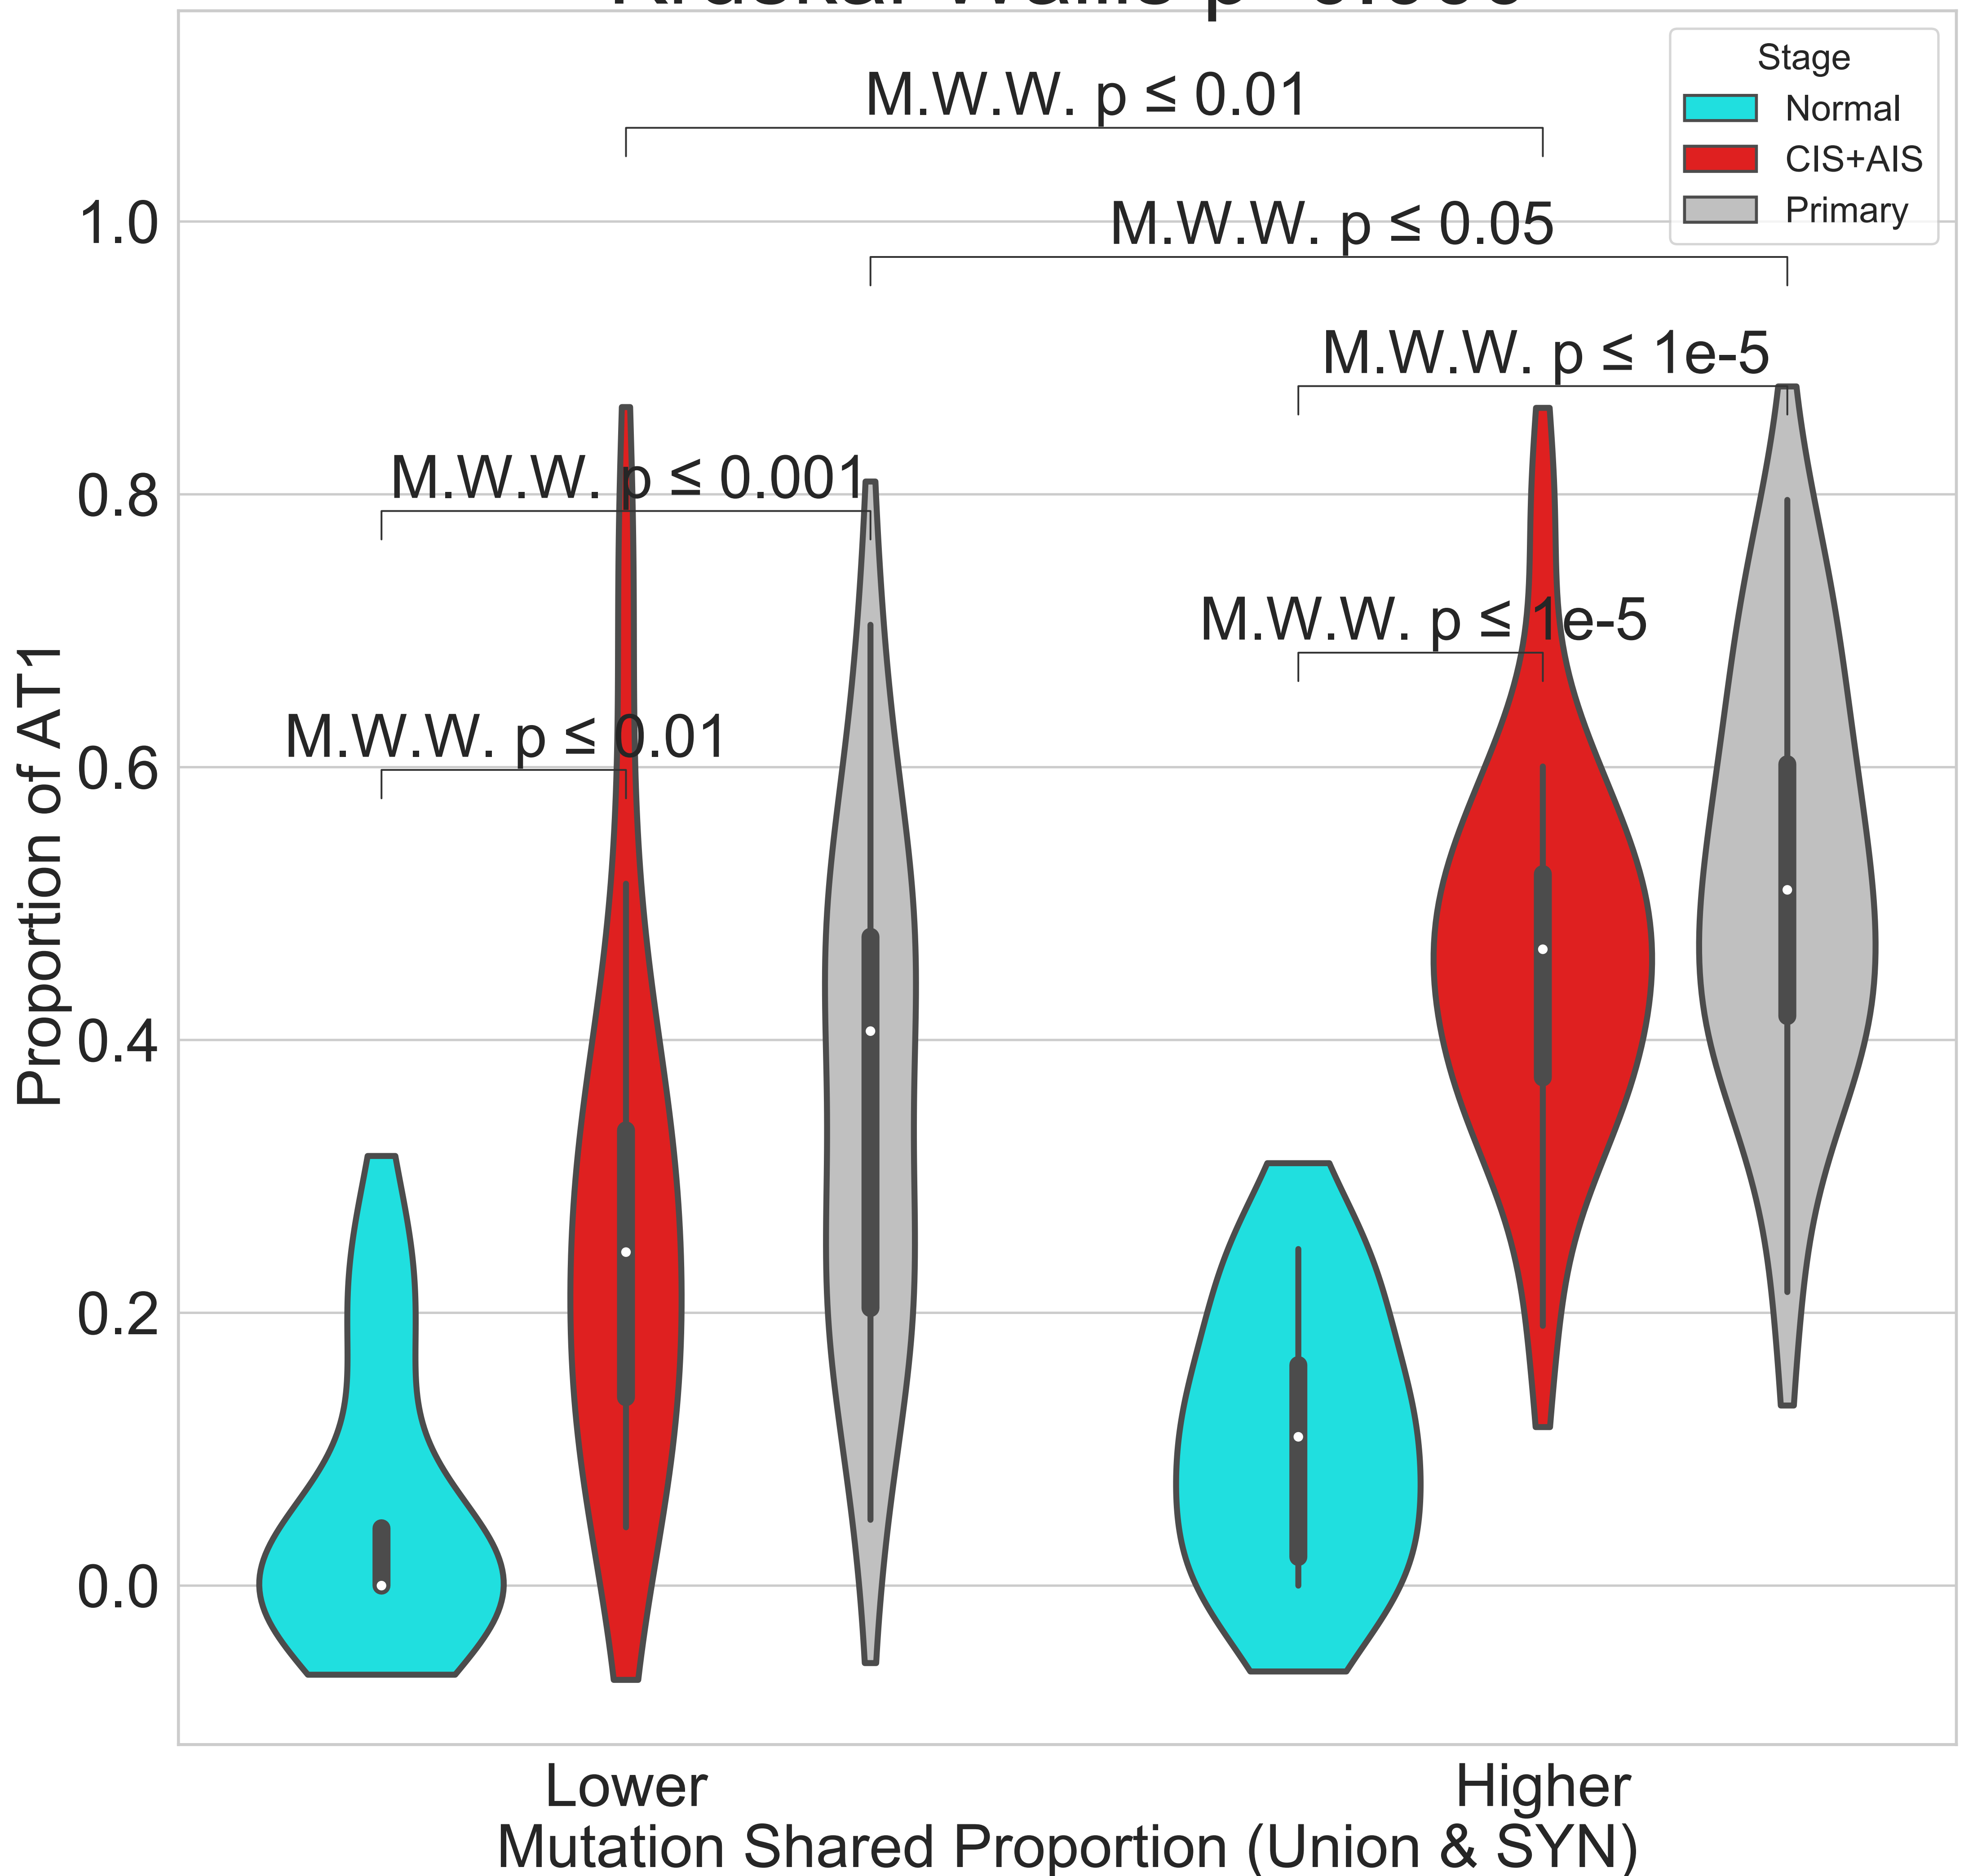 M.W.W. p ≤ 0.01
Stage
Normal
CIS+AIS
Primary
M.W.W. p ≤ 0.05
M.W.W. p ≤ 1e-5
M.W.W. p ≤ 0.001
M.W.W. p ≤ 1e-5
M.W.W. p ≤ 0.01
1.0
0.8
0.6
0.4
0.2
0.0
Proportion of AT1
Lower
Higher
Mutation Shared Proportion (Union & SYN)